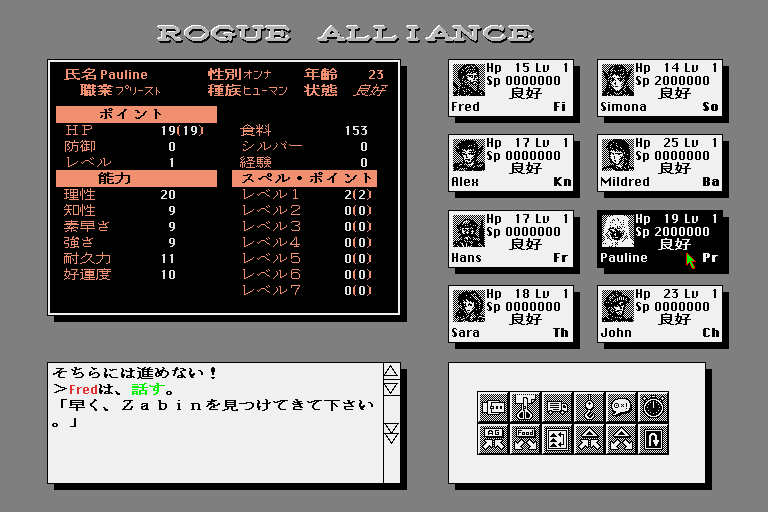 ROGUE ALLIANCE
氏名 Pauline 性別 オンナ 年齢 23
職業 プリースト 種族 ヒューマン 状態 良好
ポイント
HP 19(19) 食料 153
防御 0 シルバー 0
レベル 1 経験 0
能力 スペル・ポイント
理性 20 レベル1 2(2)
知性 9 レベル2 0(0)
素早さ 9 レベル3 0(0)
強さ 9 レベル4 0(0)
耐久力 11 レベル5 0(0)
好運度 10 レベル6 0(0)
レベル7 0(0)
Hp 15 Lv 1
Sp 0000000
良好
Fred Fi
Hp 14 Lv 1
Sp 2000000
良好
Simona So
Hp 17 Lv 1
Sp 0000000
良好
Alex Kn
Hp 25 Lv 1
Sp 0000000
良好
Mildred Ba
Hp 17 Lv 1
Sp 0000000
良好
Hans Fr
Hp 19 Lv 1
Sp 2000000
良好
Pauline Pr
Hp 18 Lv 1
Sp 0000000
良好
Sara Th
Hp 23 Lv 1
Sp 0000000
良好
John Ch
そちらには進めない!
>Fredは、話す。
「早く、Zabinを見つけてきて下さい
。」
AG Food